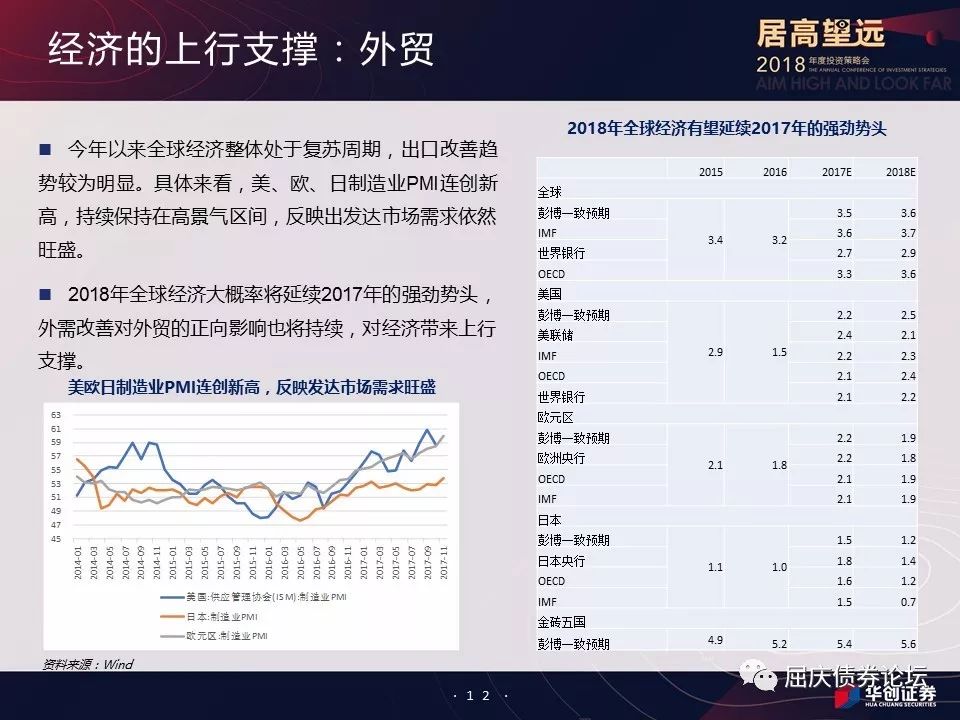 经济的上行支撑：外贸
居高望远
2018 年度投资策略会
THE ANNUAL CONFERENCE OF INVESTMENT STRATEGIES
AIM HIGH AND LOOK FAR
今年以来全球经济整体处于复苏周期，出口改善趋
势较为明显。具体来看，美、欧、日制造业PMI连创新
高，持续保持在高景气区间，反映出发达市场需求依然
旺盛。
2018年全球经济大概率将延续2017年的强劲势头，
外需改善对外贸的正向影响也将持续，对经济带来上行
支撑。
美欧日制造业PMI连创新高，反映发达市场需求旺盛
63
61
59
57
55
53
51
49
47
45
2014-01
2014-03
2014-05
2014-07
2014-09
2014-11
2015-01
2015-03
2015-05
2015-07
2015-09
2015-11
2016-01
2016-03
2016-05
2016-07
2016-09
2016-11
2017-01
2017-03
2017-05
2017-07
2017-09
2017-11
美国:供应管理协会(ISM):制造业PMI
日本:制造业PMI
欧元区:制造业PMI
资料来源：Wind
2018年全球经济有望延续2017年的强劲势头
2015 2016 2017E 2018E
全球
彭博一致预期 3.5 3.6
IMF 3.6 3.7
3.4 3.2
世界银行 2.7 2.9
OECD 3.3 3.6
美国
彭博一致预期 2.2 2.5
美联储 2.4 2.1
IMF 2.9 1.5 2.2 2.3
OECD 2.1 2.4
世界银行 2.1 2.2
欧元区
彭博一致预期 2.2 1.9
欧洲央行 2.2 1.8
2.1 1.8
OECD 2.1 1.9
IMF 2.1 1.9
日本
彭博一致预期 1.5 1.2
日本央行 1.8 1.4
1.1 1.0
OECD 1.6 1.2
IMF 1.5 0.7
金砖五国
彭博一致预期 4.9 5.2 5.4 5.6
· 12 ·
屈庆债券论坛
华创证券
HUA CHUANG SECURITIES